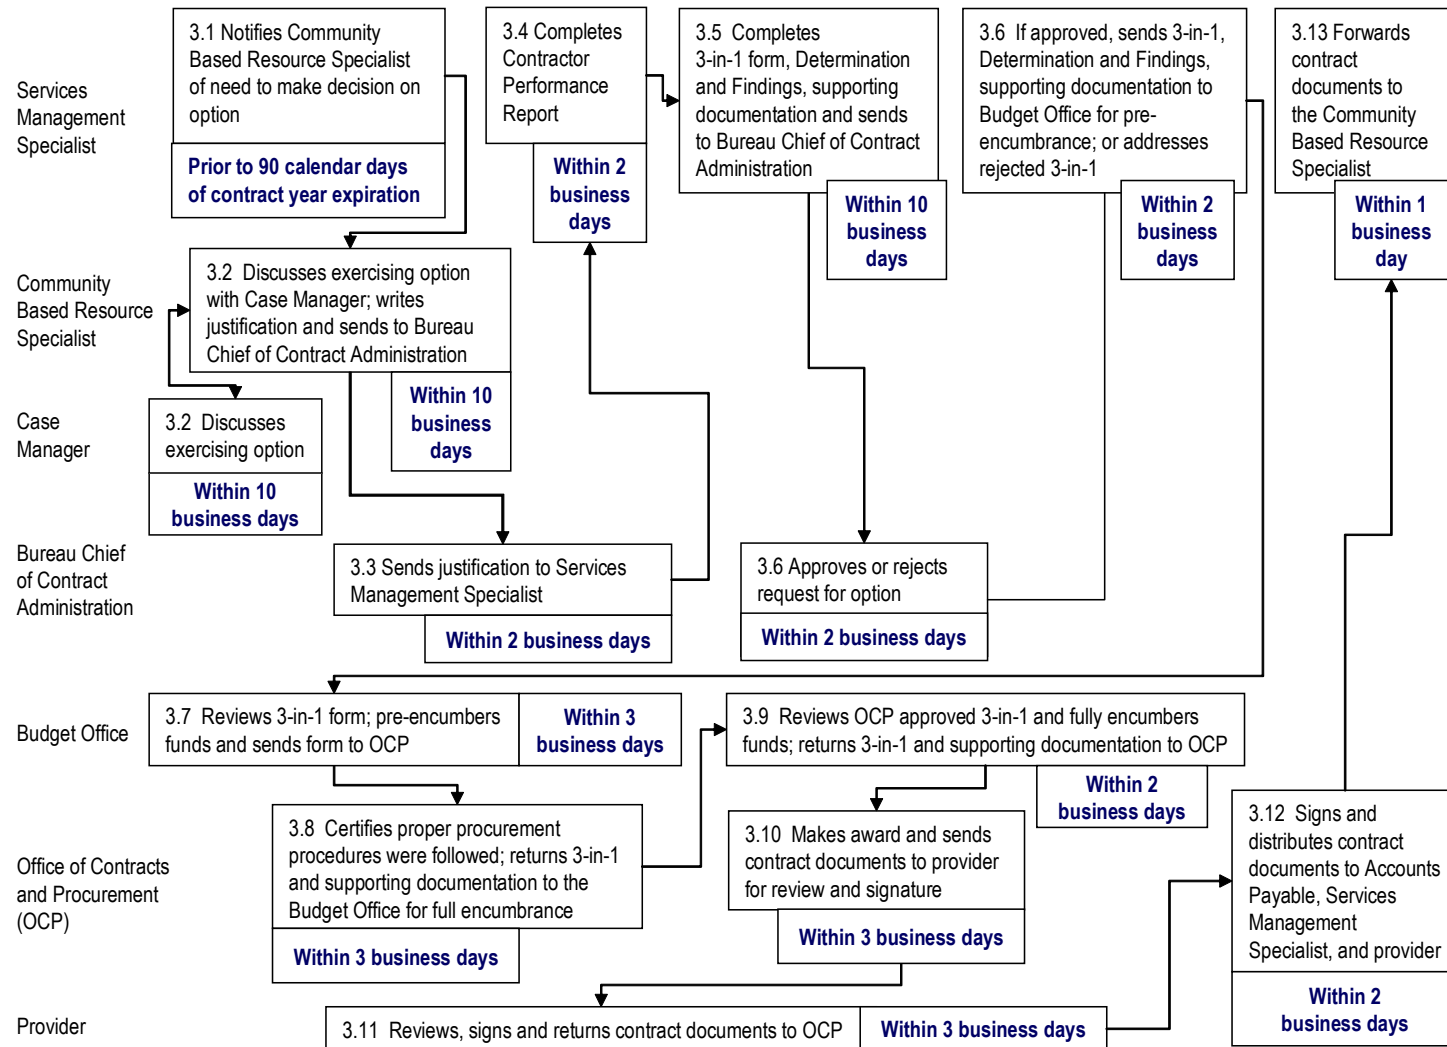 Services
Management
Specialist
3.1 Notifies Community
Based Resource Specialist
of need to make decision on
option
Prior to 90 calendar days
of contract year expiration
3.4 Completes
Contractor
Performance
Report
Within 2
business
days
3.5 Completes
3-in-1 form, Determination
and Findings, supporting
documentation and sends
to Bureau Chief of Contract
Administration
Within 10
business
days
3.6 If approved, sends 3-in-1,
Determination and Findings,
supporting documentation to
Budget Office for pre-
encumbrance; or addresses
rejected 3-in-1
Within 2
business
days
3.13 Forwards
contract
documents to
the Community
Based Resource
Specialist
Within 1
business
day
Community
Based Resource
Specialist
3.2 Discusses exercising option
with Case Manager; writes
justification and sends to Bureau
Chief of Contract Administration
Within 10
business
days
Case
Manager
3.2 Discusses
exercising option
Within 10
business days
Bureau Chief
of Contract
Administration
3.3 Sends justification to Services
Management Specialist
Within 2 business days
3.6 Approves or rejects
request for option
Within 2 business days
Budget Office
3.7 Reviews 3-in-1 form; pre-encumbers
funds and sends form to OCP
Within 3
business days
3.9 Reviews OCP approved 3-in-1 and fully encumbers
funds; returns 3-in-1 and supporting documentation to OCP
Within 2
business days
Office of Contracts
and Procurement
(OCP)
3.8 Certifies proper procurement
procedures were followed; returns 3-in-1
and supporting documentation to the
Budget Office for full encumbrance
Within 3 business days
3.10 Makes award and sends
contract documents to provider
for review and signature
Within 3 business days
3.12 Signs and
distributes contract
documents to Accounts
Payable, Services
Management
Specialist, and provider
Within 2
business days
Provider
3.11 Reviews, signs and returns contract documents to OCP
Within 3 business days